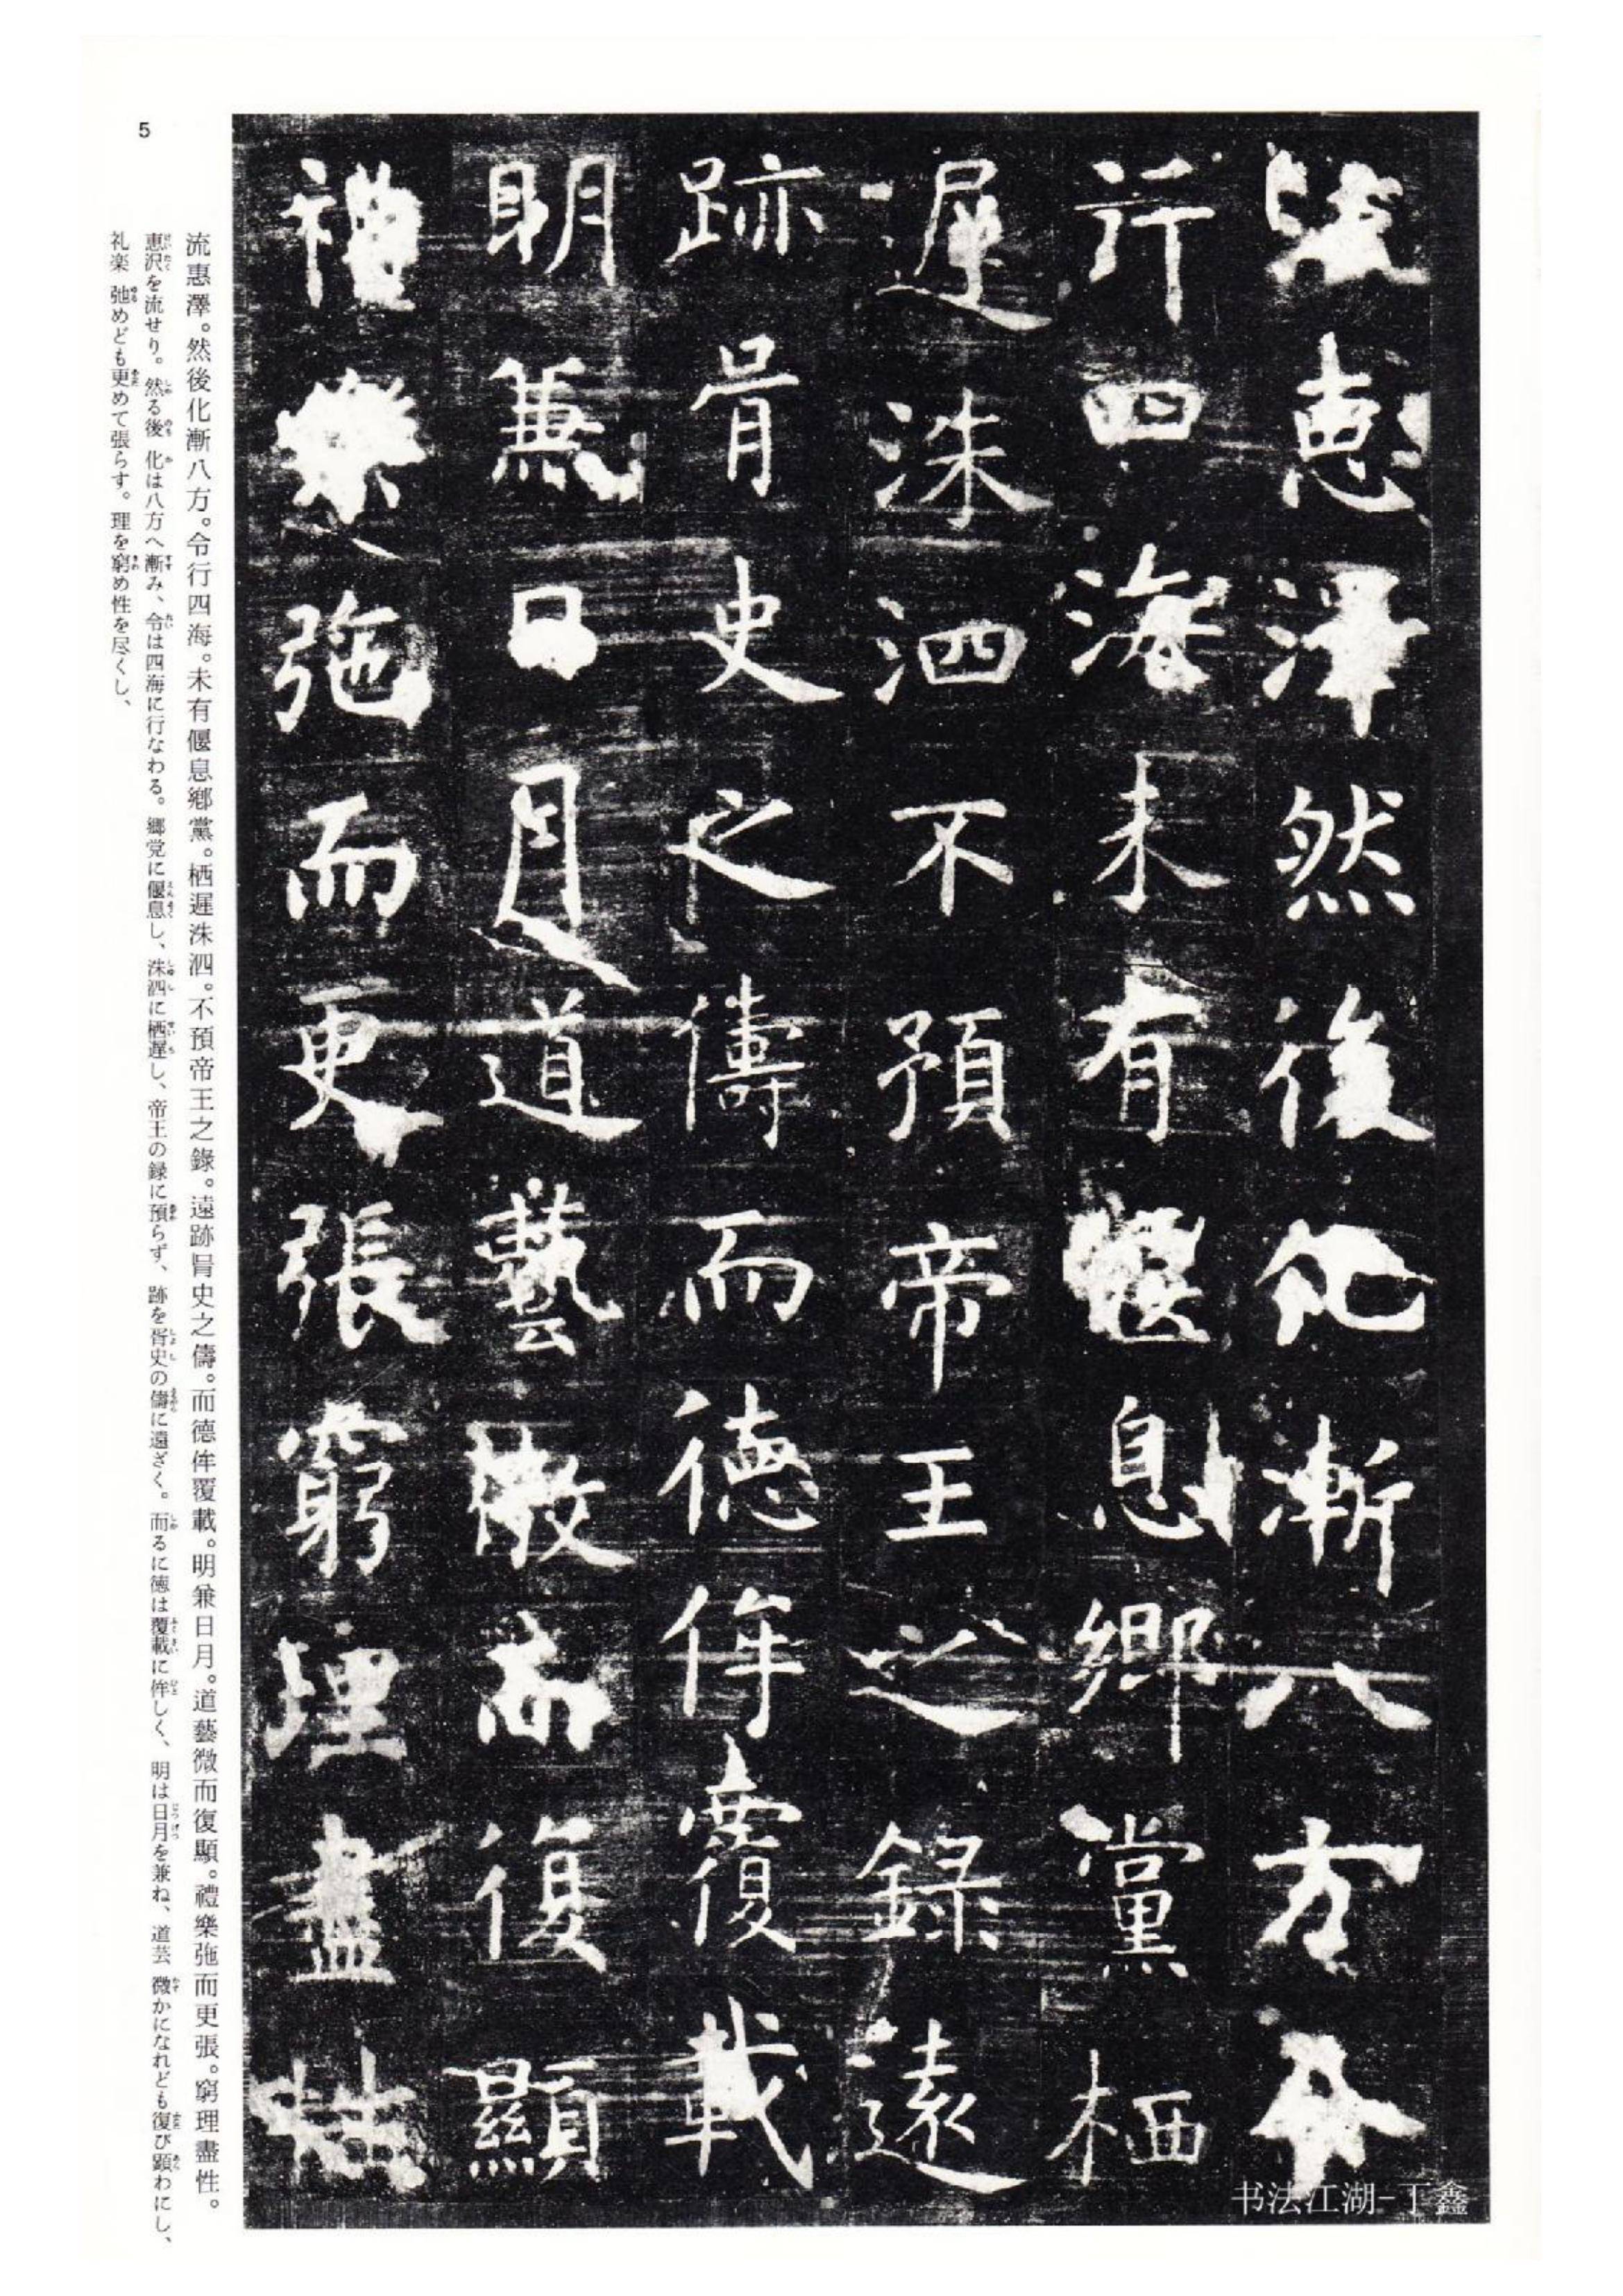 流惠澤然後化漸八方令
行四海未有偃息鄉黨栖
遲洙泗不預帝王之錄遠
跡胥史之儔而德侔覆載
明兼日月道藝微而復顯
禮樂弛而更張窮理盡性
流惠澤。然後化漸八方。令行四海。未有偃息鄉黨。栖遲洙泗。不預帝王之錄。遠跡胥史之儔。而德侔覆載。明兼日月。道藝微而復顯。禮樂弛而更張。窮理盡性。
惠沢を流せり。然る後 化は八方へ漸み、令は四海に行なわる。郷党に偃息し、洙泗に栖遅し、帝王の録に預らず、跡を胥史の儔に遠ざく。而るに徳は覆載に侔しく、明は日月を兼ね、道芸 微かになれども復び顕わにし、
礼楽 弛めども更めて張らす。理を窮め性を尽くし、
5
书法江湖-丁鑫